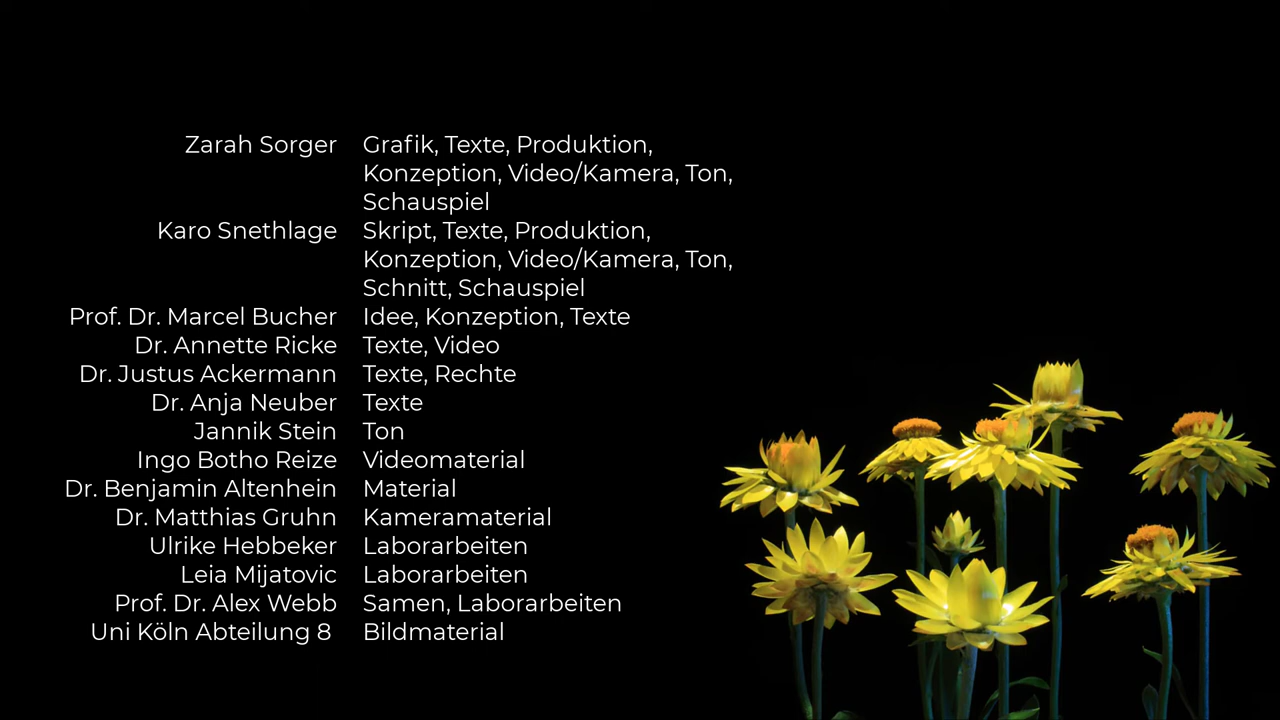 Zarah Sorger Grafik, Texte, Produktion,
Konzeption, Video/Kamera, Ton,
Schauspiel
Karo Snethlage Skript, Texte, Produktion,
Konzeption, Video/Kamera, Ton,
Schnitt, Schauspiel
Prof. Dr. Marcel Bucher Idee, Konzeption, Texte
Dr. Annette Ricke Texte, Video
Dr. Justus Ackermann Texte, Rechte
Dr. Anja Neuber Texte
Jannik Stein Ton
Ingo Botho Reize Videomaterial
Dr. Benjamin Altenhein Material
Dr. Matthias Gruhn Kameramaterial
Ulrike Hebbeker Laborarbeiten
Leia Mijatovic Laborarbeiten
Prof. Dr. Alex Webb Samen, Laborarbeiten
Uni Köln Abteilung 8 Bildmaterial